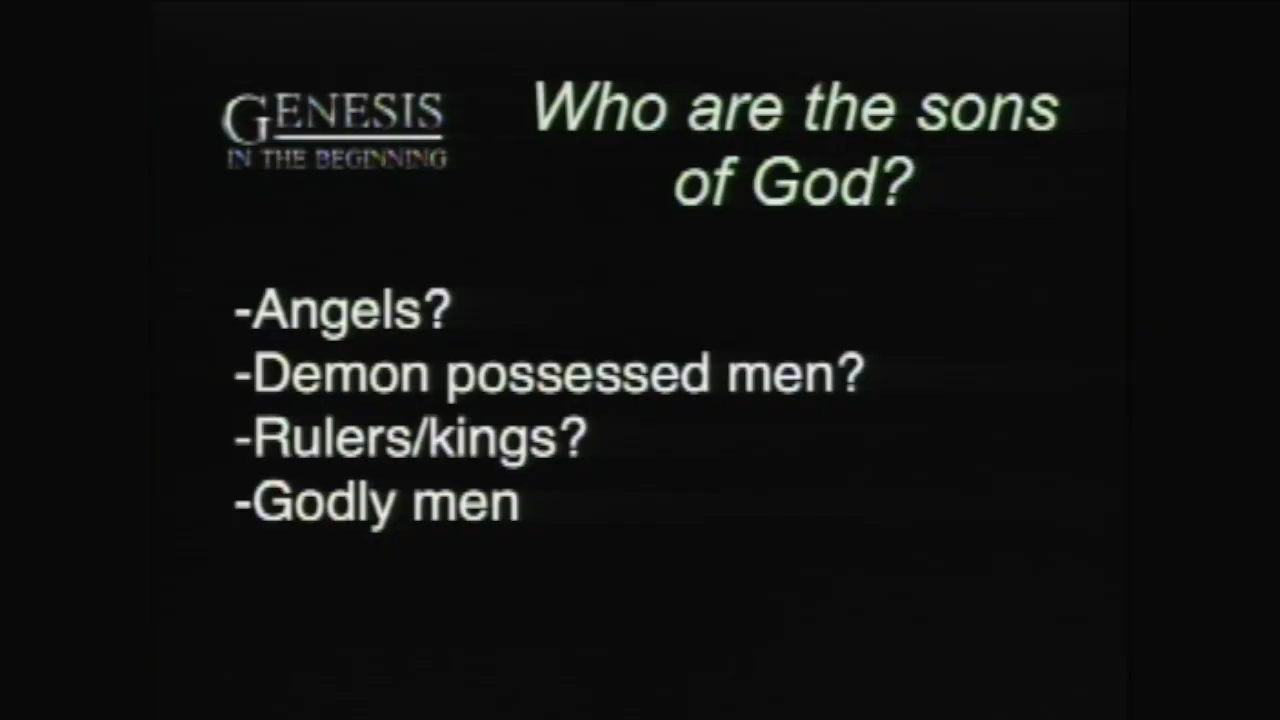 GENESIS
IN THE BEGINNING
Who are the sons
of God?
-Angels?
-Demon possessed men?
-Rulers/kings?
-Godly men